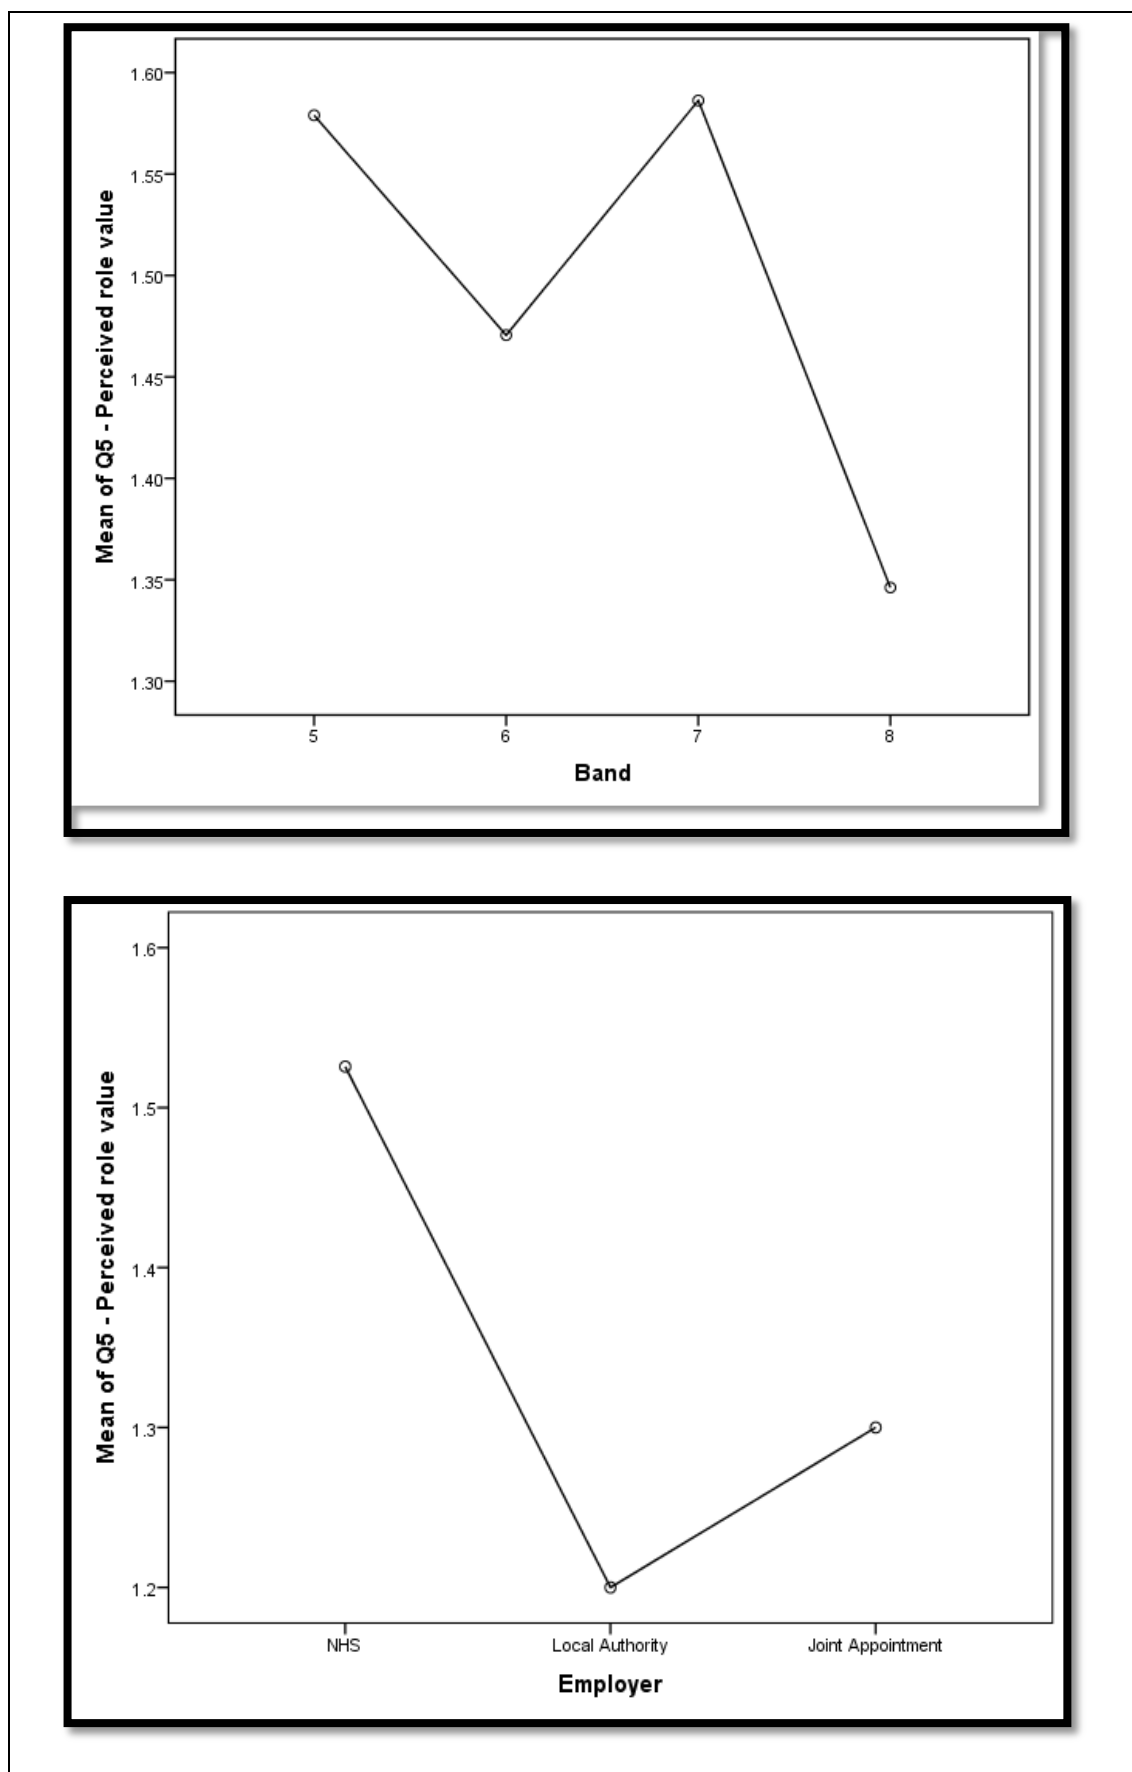 Mean of Q5 - Perceived role value
1.60
1.55
1.50
1.45
1.40
1.35
1.30
5 6 7 8
Band
Mean of Q5 - Perceived role value
1.6
1.5
1.4
1.3
1.2
NHS Local Authority Joint Appointment
Employer